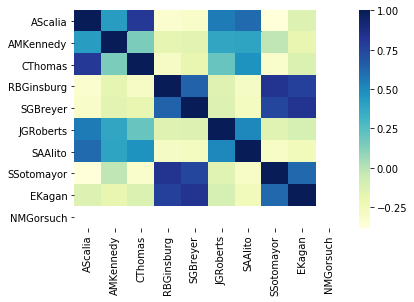 AScalia
AMKennedy
CThomas
RBGinsburg
SGBreyer
JGRoberts
SAAlito
SSotomayor
EKagan
NMGorsuch
AScalia
AMKennedy
CThomas
RBGinsburg
SGBreyer
JGRoberts
SAAlito
SSotomayor
EKagan
NMGorsuch
1.00
0.75
0.50
0.25
0.00
−0.25